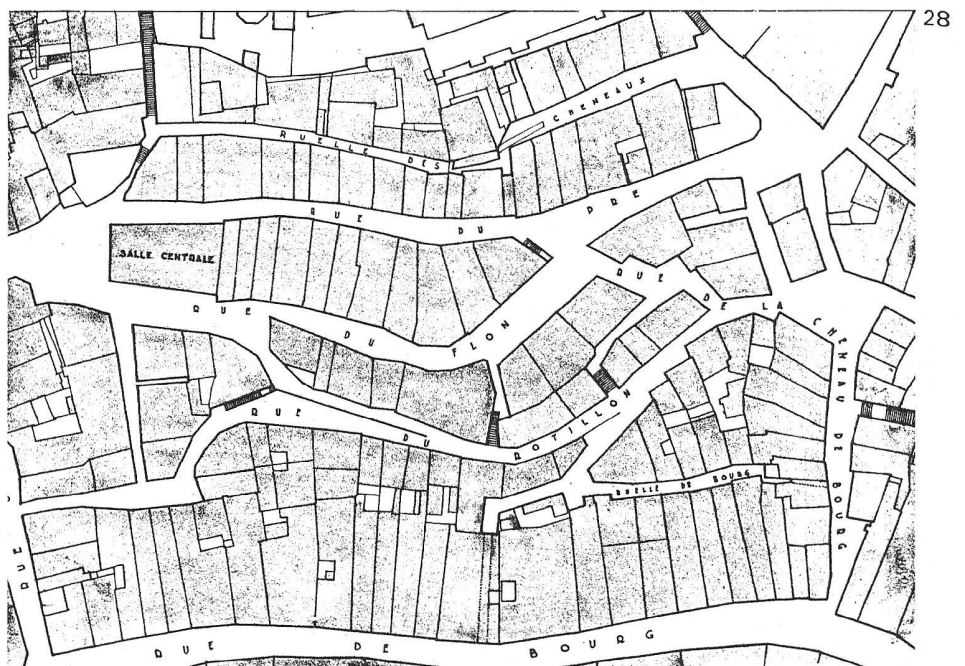 28
RUELLE DES CRENEAUX
RUE DU PRE
SALLE CENTRALE
RUE DU FLON
RUE DE LA CHENEAU DE BOURG
RUE DU ROTILLON
RUELLE DE BOURG
RUE
RUE DE BOURG